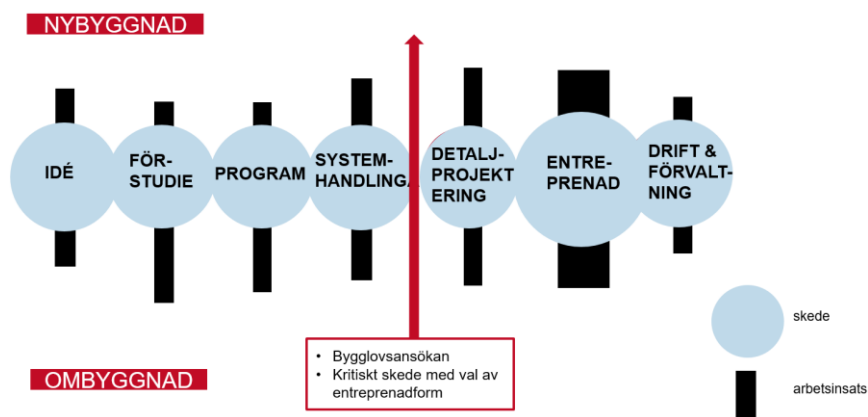 NYBYGGNAD
IDÉ
FÖR-
STUDIE
PROGRAM
SYSTEM-
HANDLINGA
DETALJ-
PROJEKT
ERING
ENTRE-
PRENAD
DRIFT &
FÖRVALT-
NING
skede
• Bygglovsansökan
• Kritiskt skede med val av
entreprenadform
OMBYGGNAD
arbetsinsats